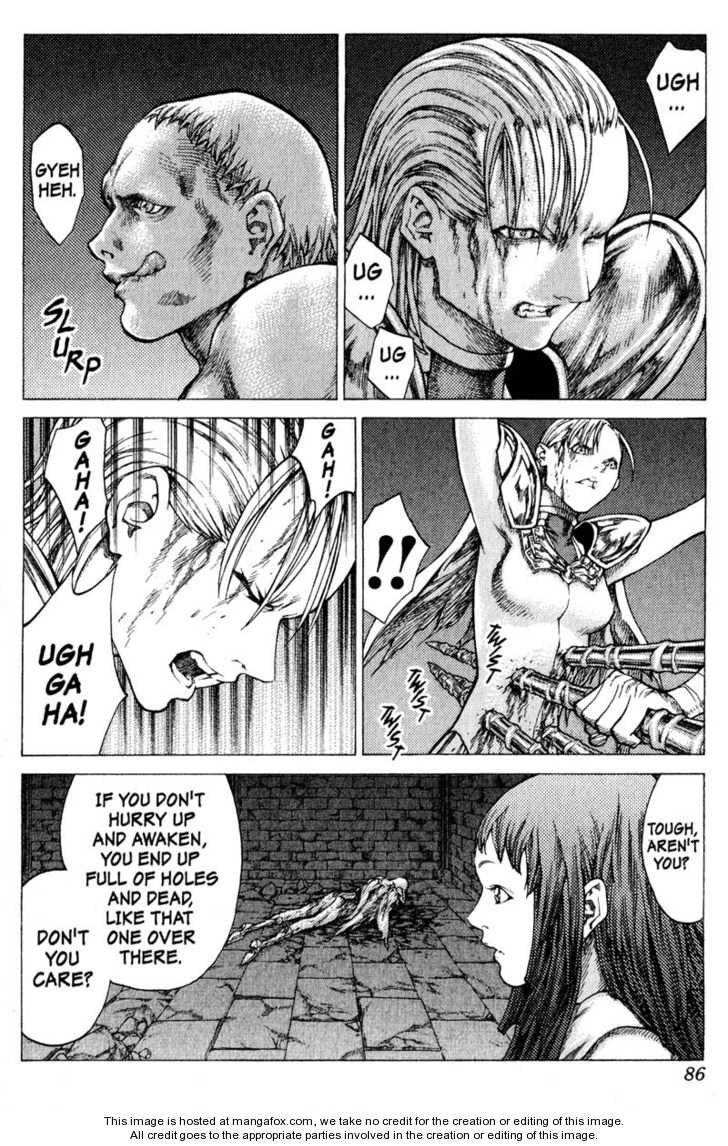 UGH
...
UG
...
UG
...
GYEH
HEH.
SLURP
!!
TWIST
TWIST
TWIST
GAH!
GAHA!
UGH
GA
HA!
TOUGH,
AREN'T
YOU?
IF YOU DON'T
HURRY UP
AND AWAKEN,
YOU END UP
FULL OF HOLES
AND DEAD,
LIKE THAT
ONE OVER
THERE.
DON'T
YOU
CARE?
86
This image is hosted at mangafox.com, we take no credit for the creation or editing of this image.
All credit goes to the appropriate parties involved in hosting, creation or editing of this image.